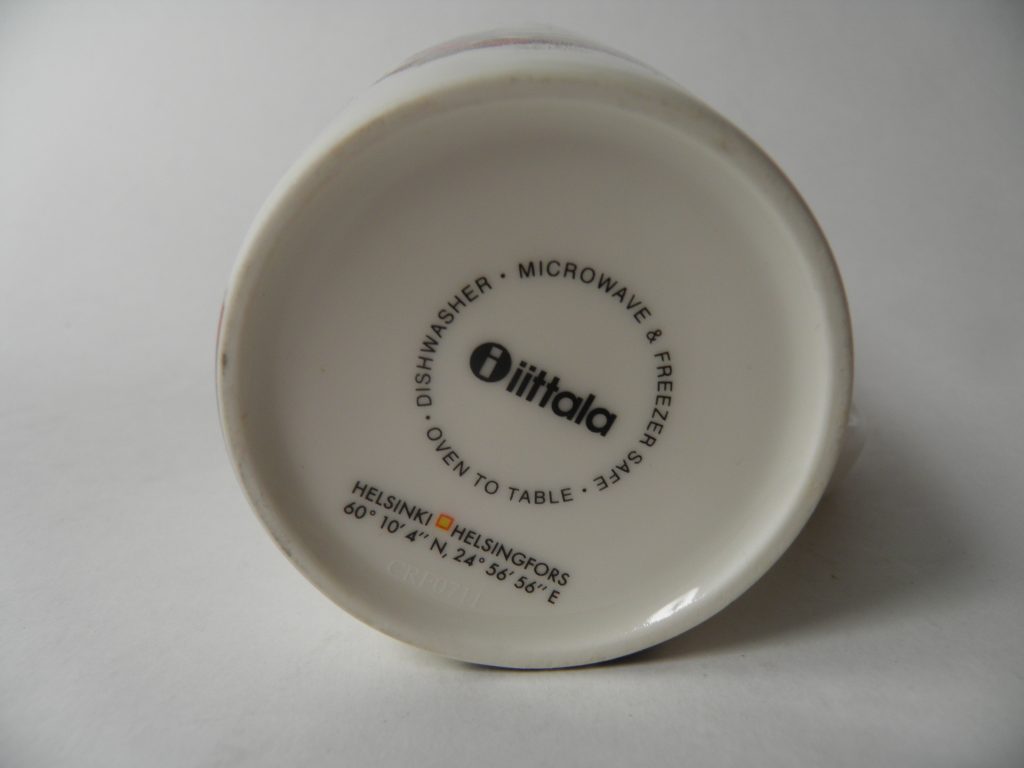 DISHWASHER • MICROWAVE & FREEZER SAFE • OVEN TO TABLE •
i iittala
HELSINKI HELSINGFORS
60° 10′ 4″ N, 24° 56′ 56″ E